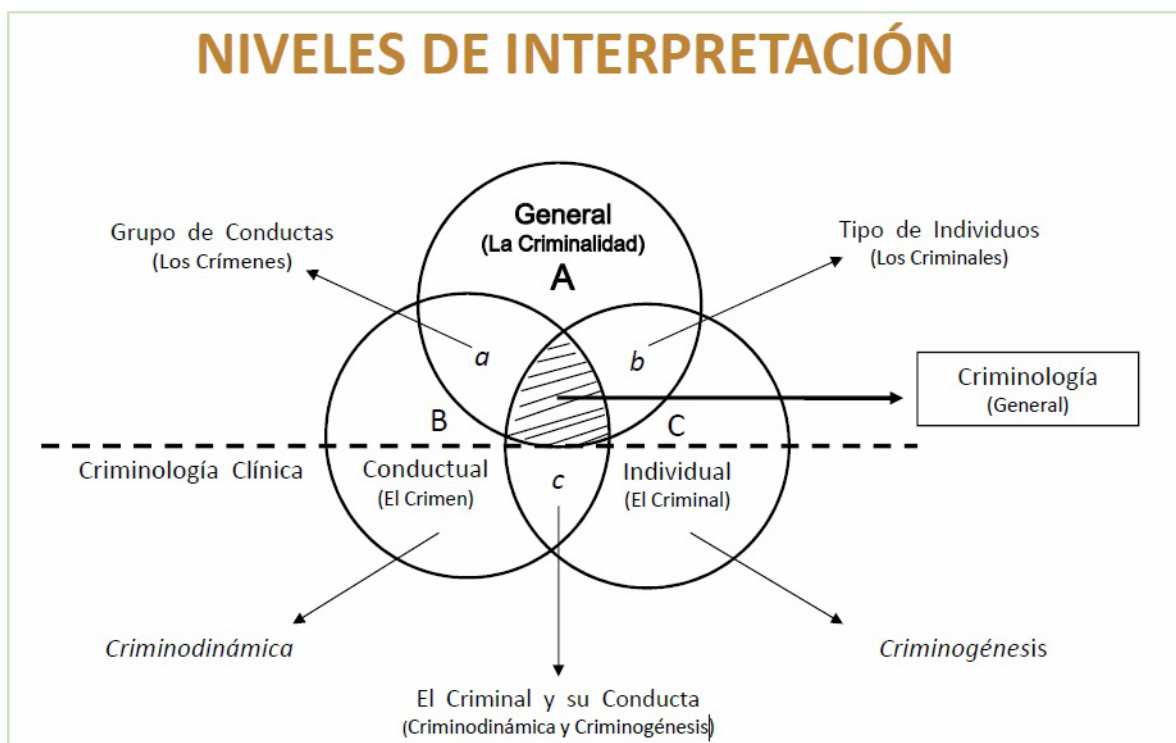 NIVELES DE INTERPRETACIÓN
General
(La Criminalidad)
A
Grupo de Conductas
(Los Crímenes)
Tipo de Individuos
(Los Criminales)
a
b
Criminología
(General)
B
C
Criminología Clínica
Conductual
(El Crimen)
c
Individual
(El Criminal)
Criminodinámica
Criminogénesis
El Criminal y su Conducta
(Criminodinámica y Criminogénesis)